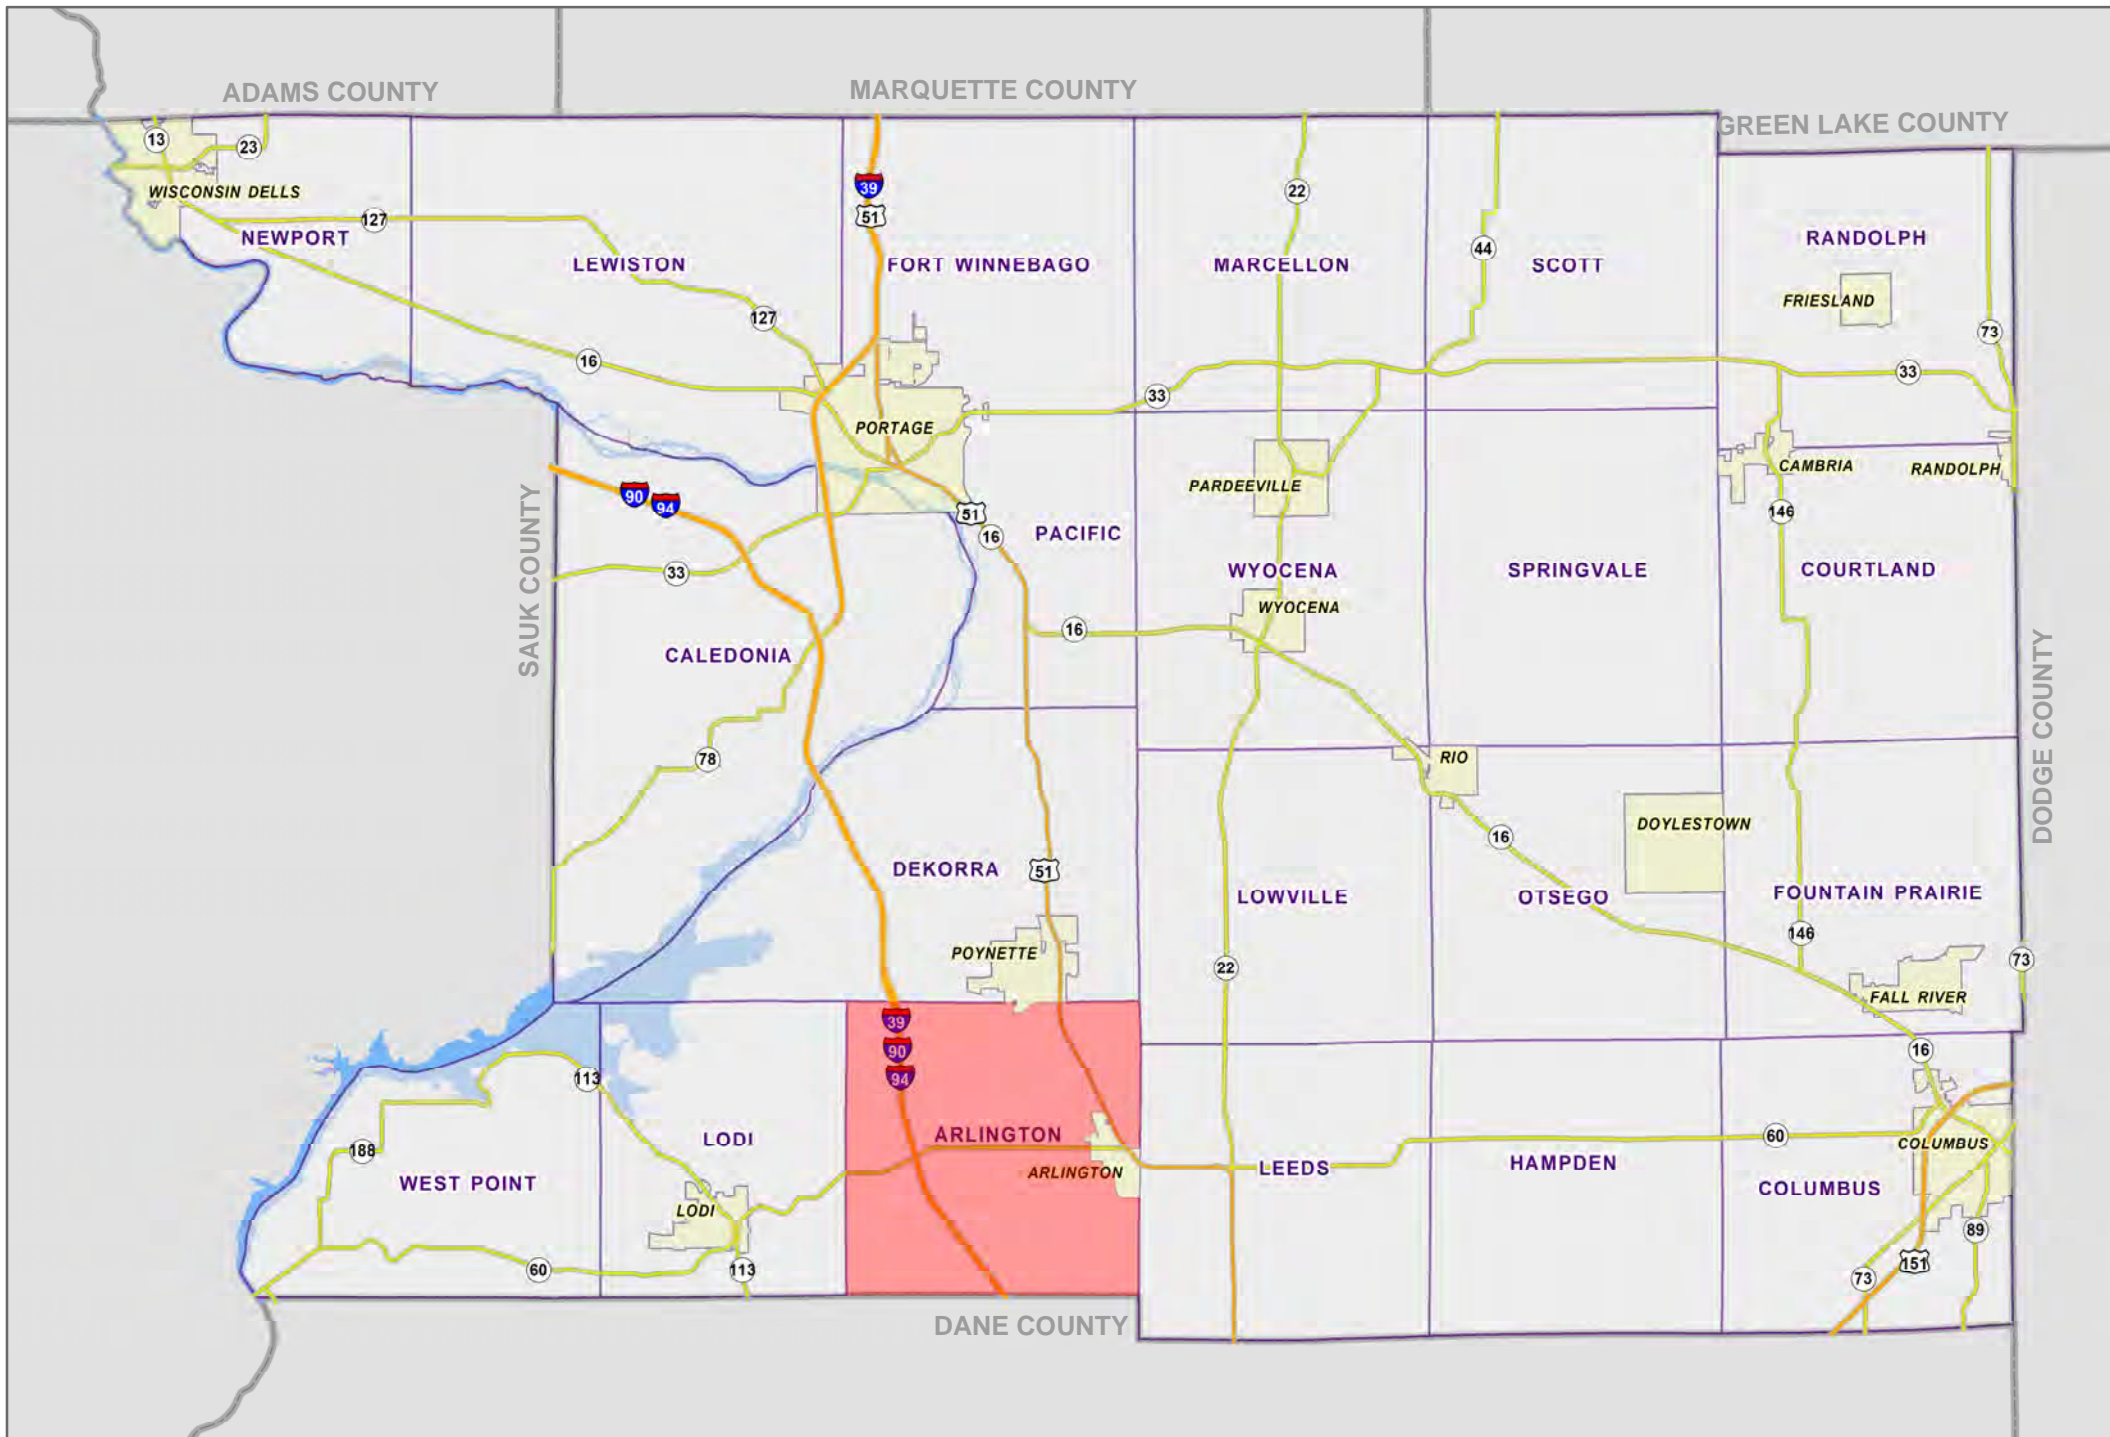 ADAMS COUNTY
MARQUETTE COUNTY
GREEN LAKE COUNTY
13
23
39
51
22
44
WISCONSIN DELLS
127
NEWPORT
LEWISTON
FORT WINNEBAGO
MARCELLON
SCOTT
RANDOLPH
FRIESLAND
127
73
16
33
33
PORTAGE
PARDEEVILLE
CAMBRIA
RANDOLPH
90
94
51
16
146
PACIFIC
SAUK COUNTY
33
WYOCENA
SPRINGVALE
COURTLAND
WYOCENA
16
CALEDONIA
DODGE COUNTY
78
RIO
DOYLESTOWN
16
DEKORRA
51
LOWVILLE
OTSEGO
FOUNTAIN PRAIRIE
146
POYNETTE
22
73
FALL RIVER
39
90
94
16
113
ARLINGTON
LODI
188
60
COLUMBUS
WEST POINT
ARLINGTON
LEEDS
HAMPDEN
COLUMBUS
LODI
89
60
113
151
73
DANE COUNTY